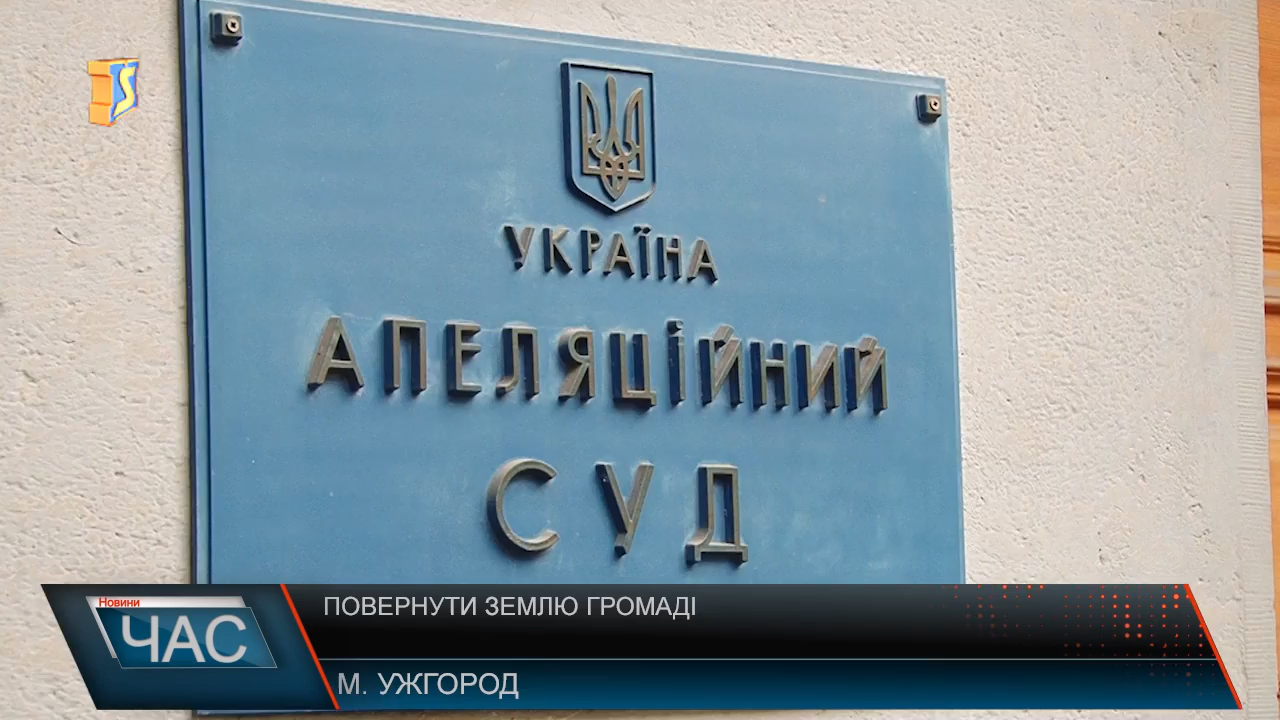 УКРАЇНА
АПЕЛЯЦІЙНИЙ
СУД
Новини
ЧАС
ПОВЕРНУТИ ЗЕМЛЮ ГРОМАДІ
М. УЖГОРОД